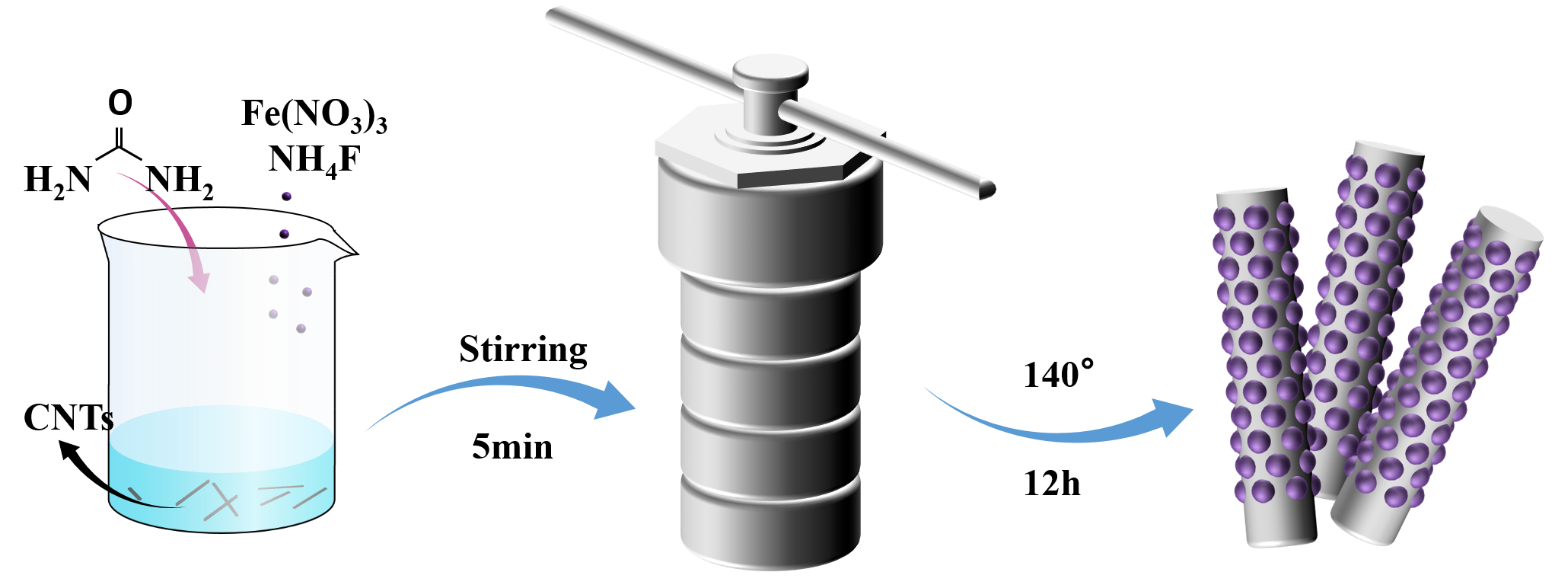 O
H₂N NH₂
Fe(NO₃)₃
NH₄F
CNTs
Stirring
5min
140°
12h